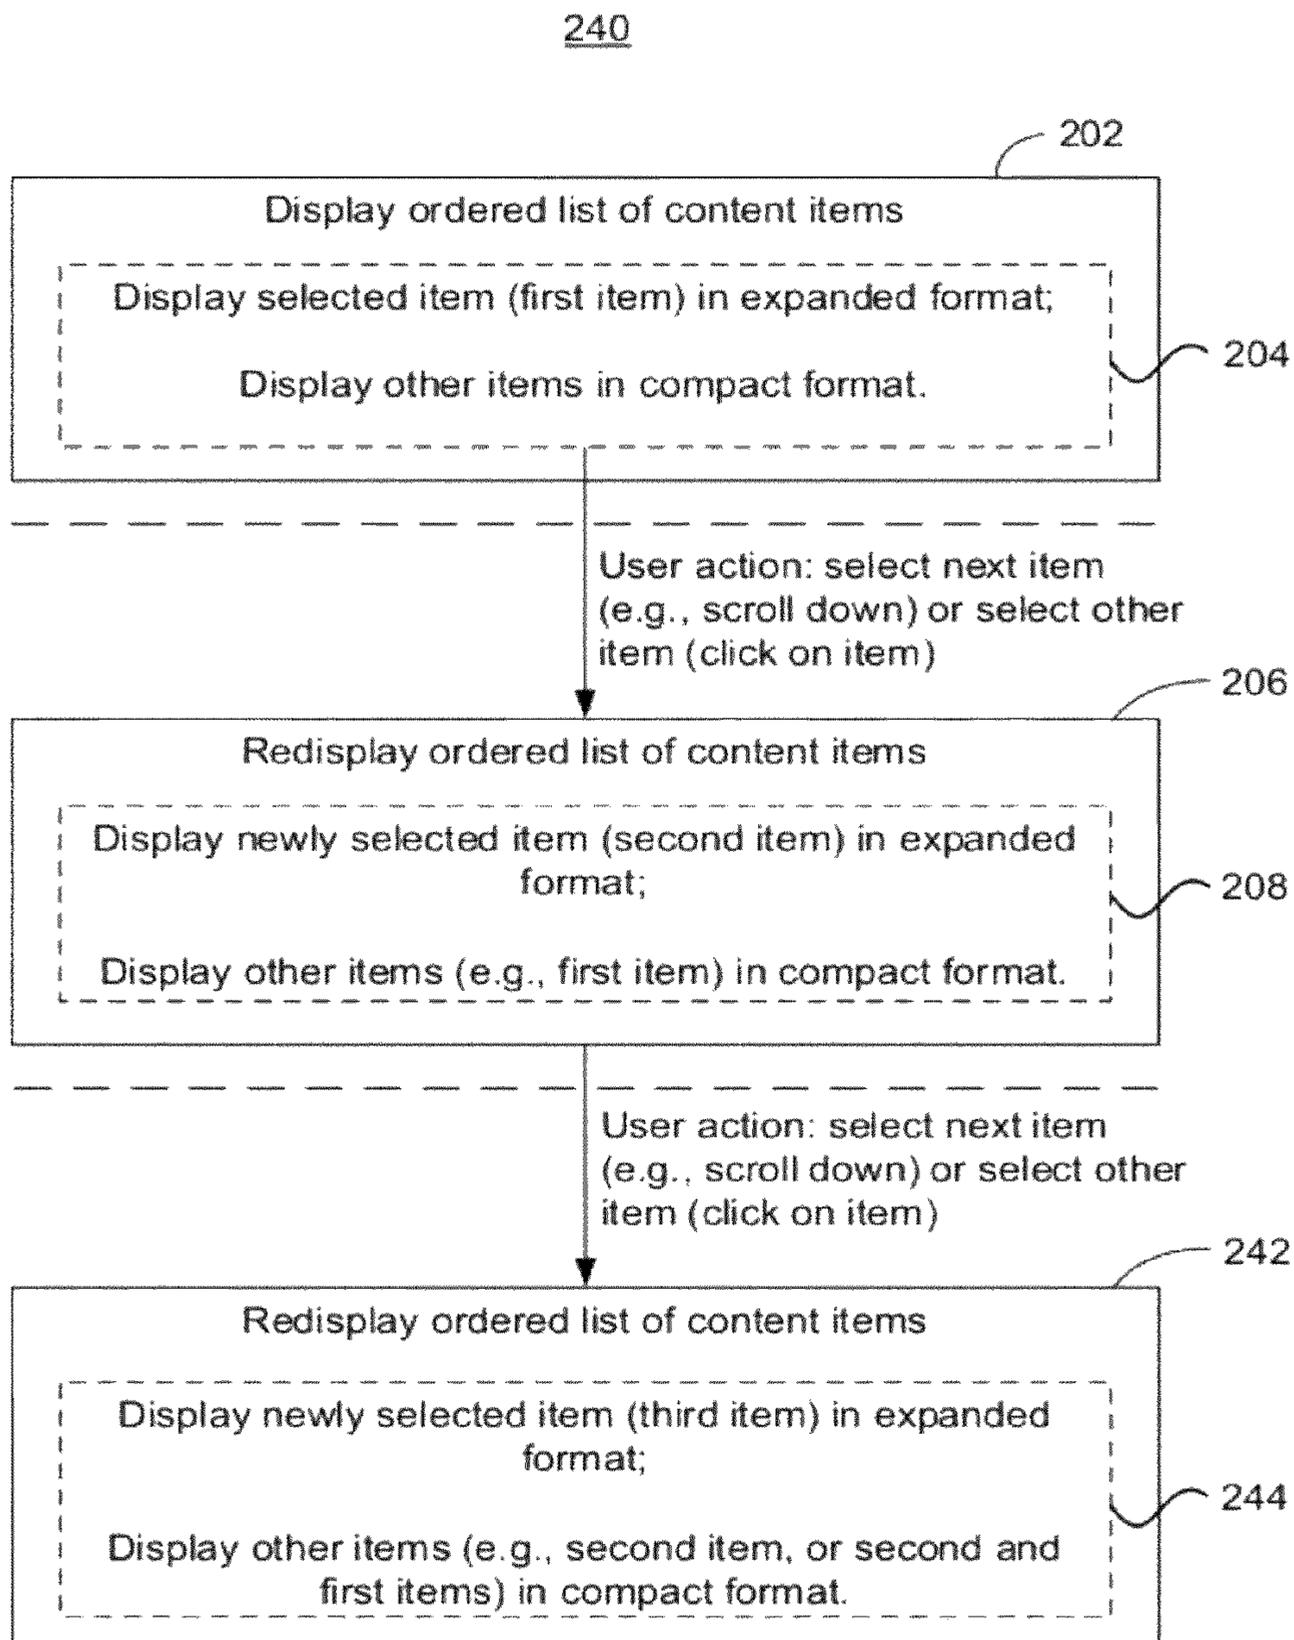 240
202
Display ordered list of content items
Display selected item (first item) in expanded format;
204
Display other items in compact format.
User action: select next item
(e.g., scroll down) or select other
item (click on item)
206
Redisplay ordered list of content items
Display newly selected item (second item) in expanded
format;
208
Display other items (e.g., first item) in compact format.
User action: select next item
(e.g., scroll down) or select other
item (click on item)
242
Redisplay ordered list of content items
Display newly selected item (third item) in expanded
format;
244
Display other items (e.g., second item, or second and
first items) in compact format.